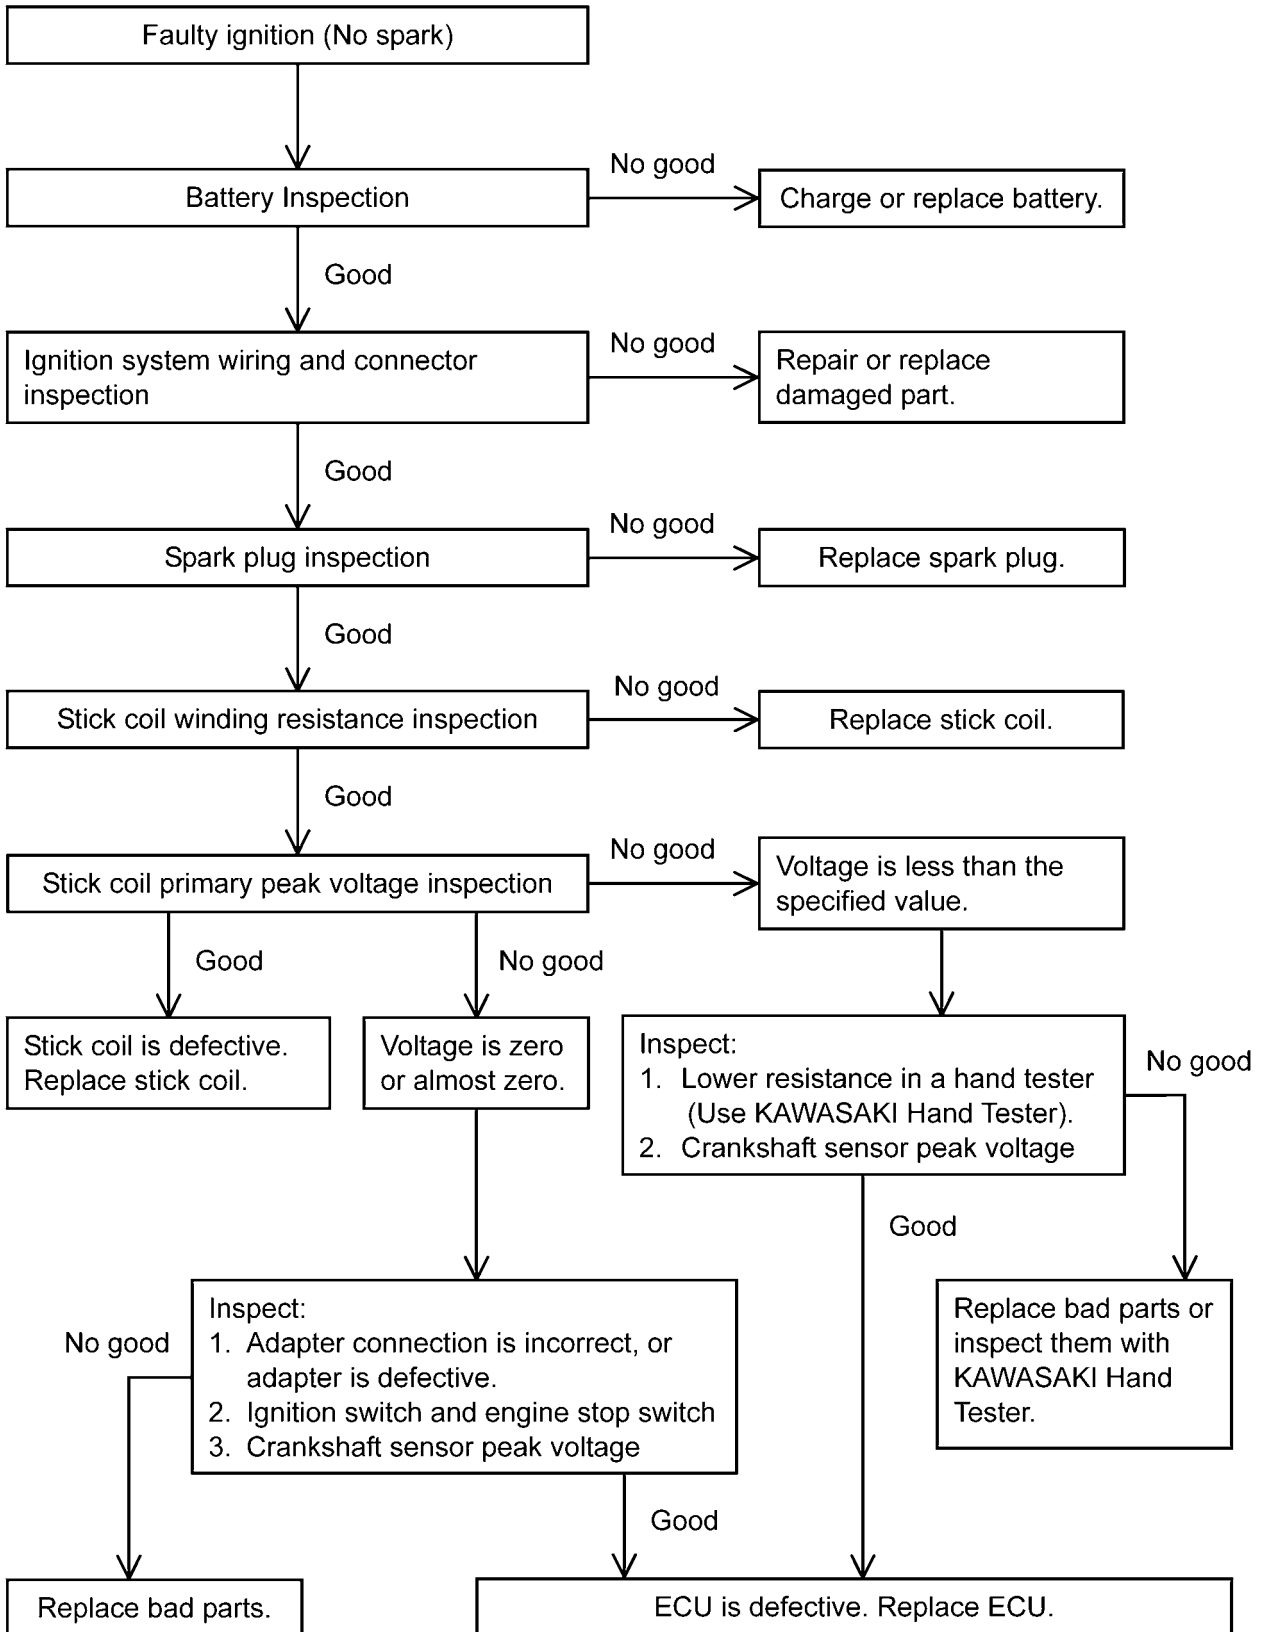 Faulty ignition (No spark)
No good
Battery Inspection
Charge or replace battery.
Good
No good
Ignition system wiring and connector
inspection
Repair or replace
damaged part.
Good
No good
Spark plug inspection
Replace spark plug.
Good
No good
Stick coil winding resistance inspection
Replace stick coil.
Good
No good
Stick coil primary peak voltage inspection
Voltage is less than the
specified value.
Good
No good
Stick coil is defective.
Replace stick coil.
Voltage is zero
or almost zero.
Inspect:
1. Lower resistance in a hand tester
(Use KAWASAKI Hand Tester).
2. Crankshaft sensor peak voltage
No good
Good
No good
Inspect:
1. Adapter connection is incorrect, or
adapter is defective.
2. Ignition switch and engine stop switch
3. Crankshaft sensor peak voltage
Replace bad parts or
inspect them with
KAWASAKI Hand
Tester.
Good
Replace bad parts.
ECU is defective. Replace ECU.